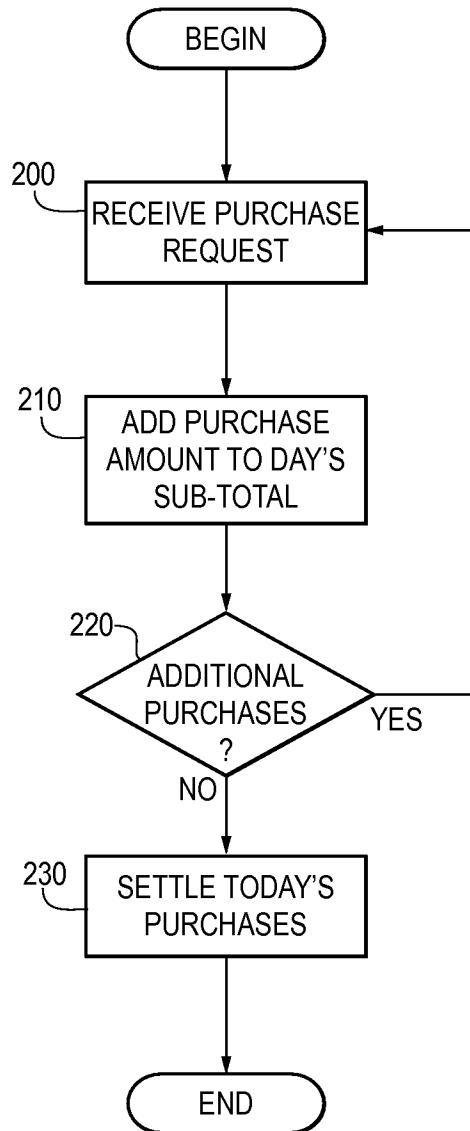 BEGIN
200
RECEIVE PURCHASE
REQUEST
210
ADD PURCHASE
AMOUNT TO DAY'S
SUB-TOTAL
220
ADDITIONAL
PURCHASES
?
YES
NO
230
SETTLE TODAY'S
PURCHASES
END